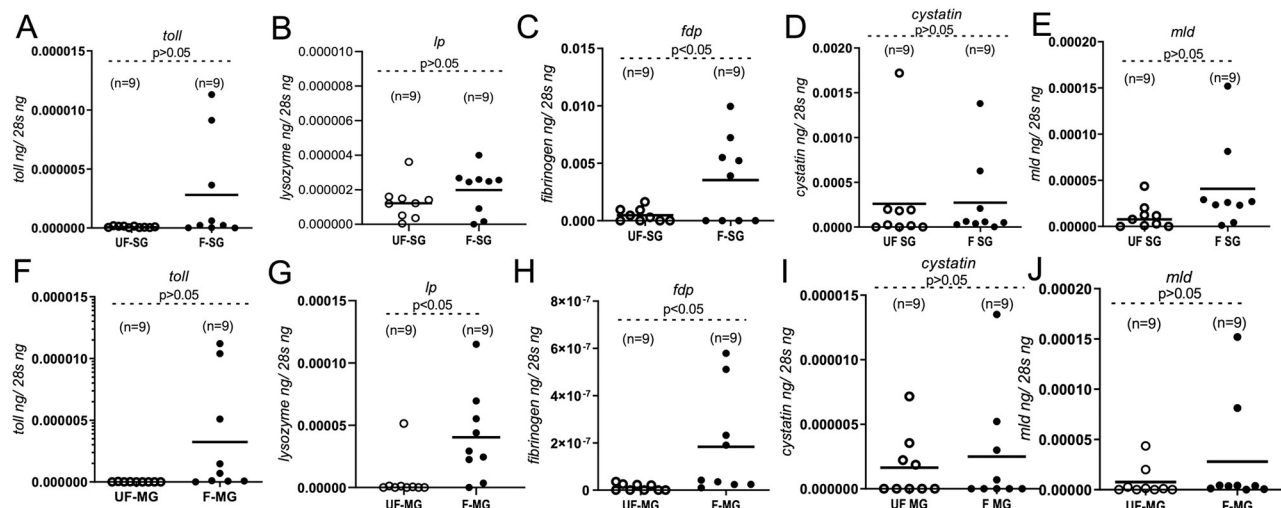 A
toll
p>0.05
(n=9) (n=9)
toll ng/ 28s ng
0.000015
0.000010
0.000005
0.000000
UF-SG F-SG
B
lp
p>0.05
(n=9) (n=9)
lysozyme ng/ 28s ng
0.000010
0.000008
0.000006
0.000004
0.000002
0.000000
UF-SG F-SG
C
fdp
p<0.05
(n=9) (n=9)
fibrinogen ng/ 28s ng
0.015
0.010
0.005
0.000
UF-SG F-SG
D
cystatin
p>0.05
(n=9) (n=9)
cystatin ng/ 28s ng
0.0020
0.0015
0.0010
0.0005
0.0000
UF SG F SG
E
mld
p>0.05
(n=9) (n=9)
mld ng/ 28s ng
0.00020
0.00015
0.00010
0.00005
0.00000
UF SG F SG
F
toll
p>0.05
(n=9) (n=9)
toll ng/ 28s ng
0.000015
0.000010
0.000005
0.000000
UF-MG F-MG
G
lp
p<0.05
(n=9) (n=9)
lysozyme ng/ 28s ng
0.00015
0.00010
0.00005
0.00000
UF-MG F-MG
H
fdp
p<0.05
(n=9) (n=9)
fibrinogen ng/ 28s ng
8×10-7
6×10-7
4×10-7
2×10-7
0
UF-MG F-MG
I
cystatin
p>0.05
(n=9) (n=9)
cystatin ng/ 28s ng
0.000015
0.000010
0.000005
0.000000
UF MG F MG
J
mld
p>0.05
(n=9) (n=9)
mld ng/ 28s ng
0.00020
0.00015
0.00010
0.00005
0.00000
UF-MG F-MG